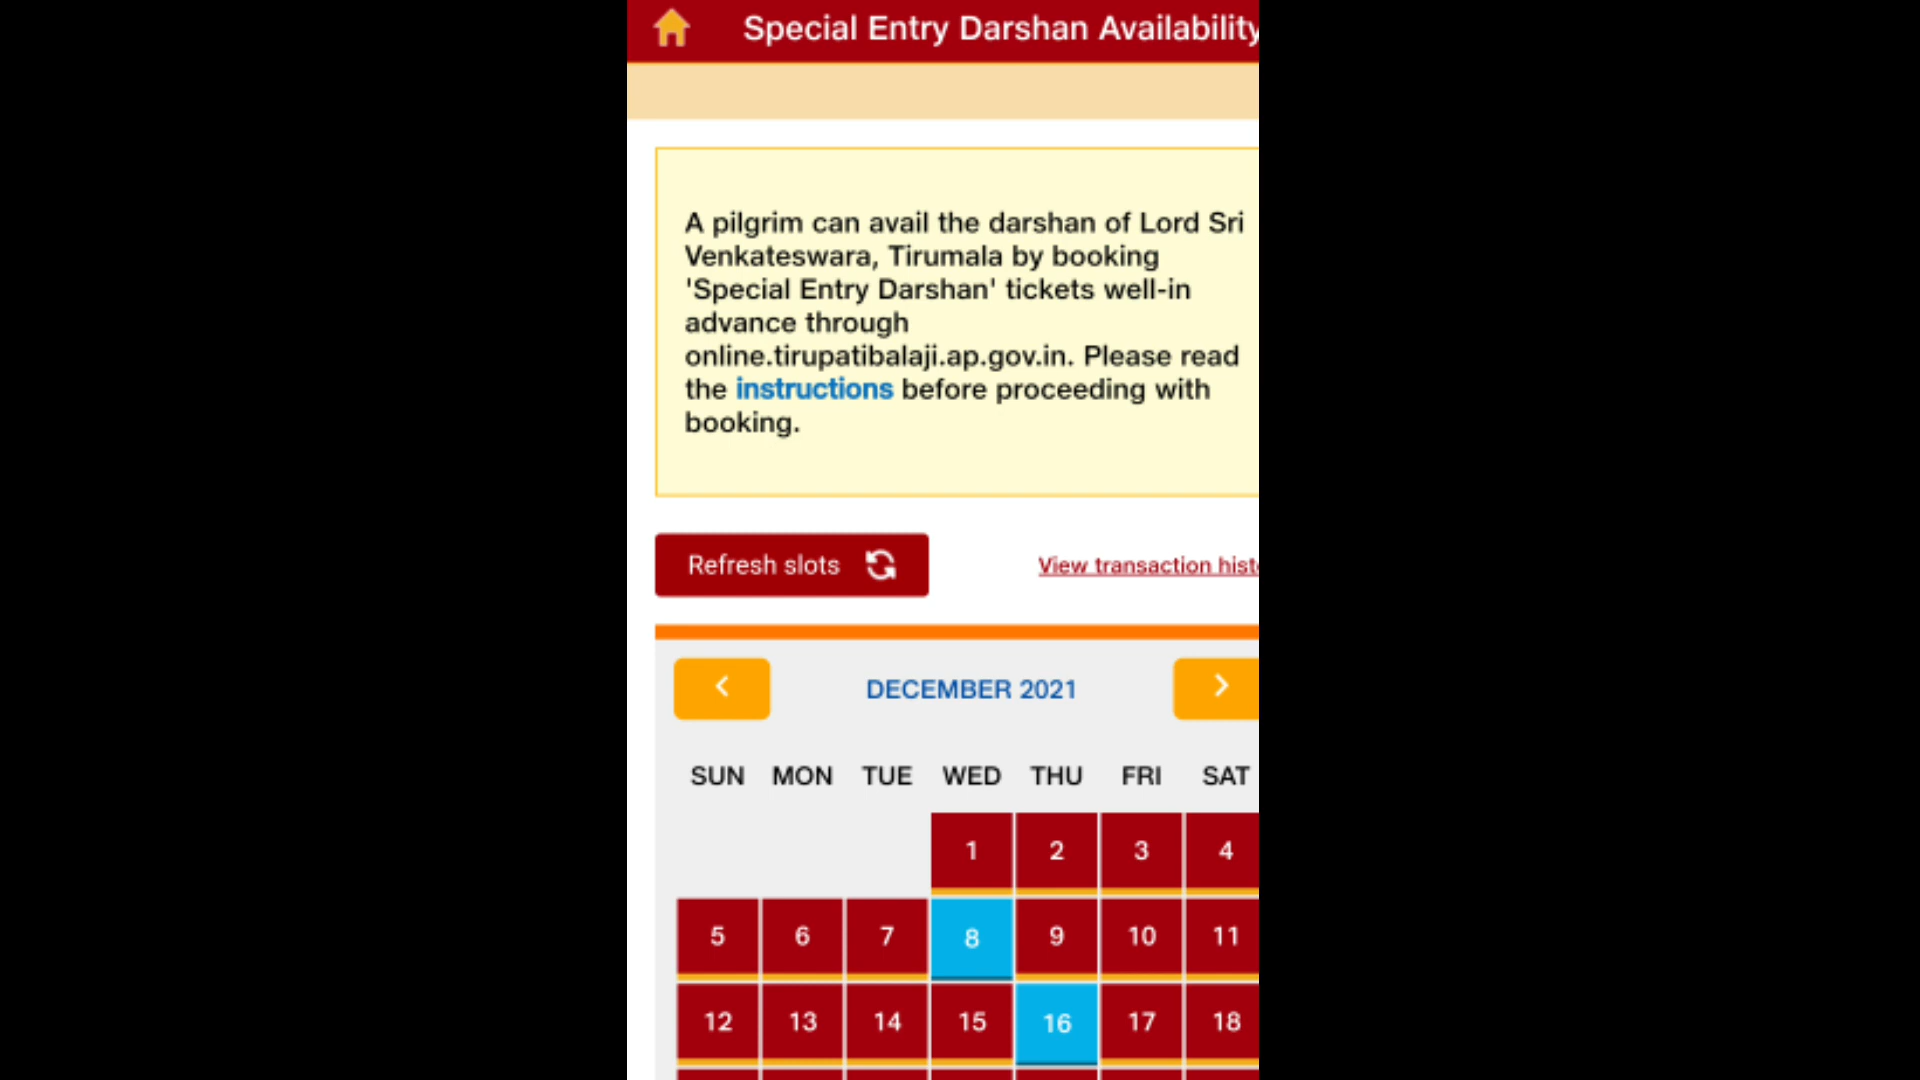 Special Entry Darshan Availability
A pilgrim can avail the darshan of Lord Sri
Venkateswara, Tirumala by booking
'Special Entry Darshan' tickets well-in
advance through
online.tirupatibalaji.ap.gov.in. Please read
the instructions before proceeding with
booking.
Refresh slots
View transaction hist
DECEMBER 2021
SUN MON TUE WED THU FRI SAT
1 2 3 4
5 6 7 8 9 10 11
12 13 14 15 16 17 18